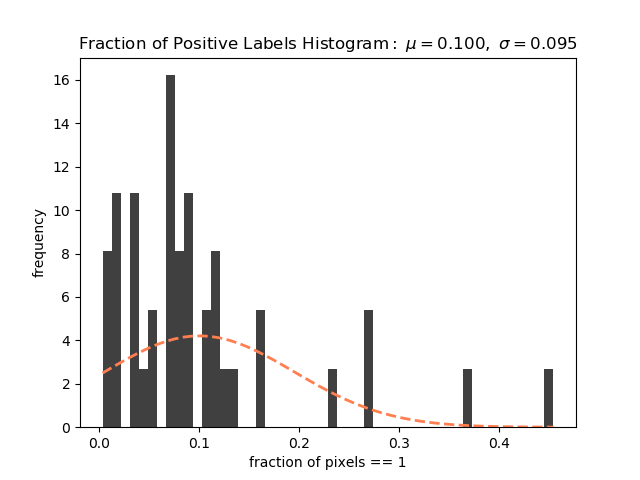 Fraction of Positive Labels Histogram: μ = 0.100, σ = 0.095
16
14
12
10
8
6
4
2
0
frequency
0.0 0.1 0.2 0.3 0.4
fraction of pixels == 1